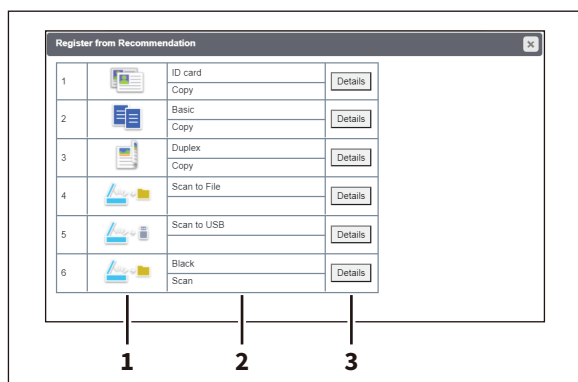 Register from Recommendation
1
ID card
Copy
Details
2
Basic
Copy
Details
3
Duplex
Copy
Details
4
Scan to File
Details
5
Scan to USB
Details
6
Black
Scan
Details
1 2 3